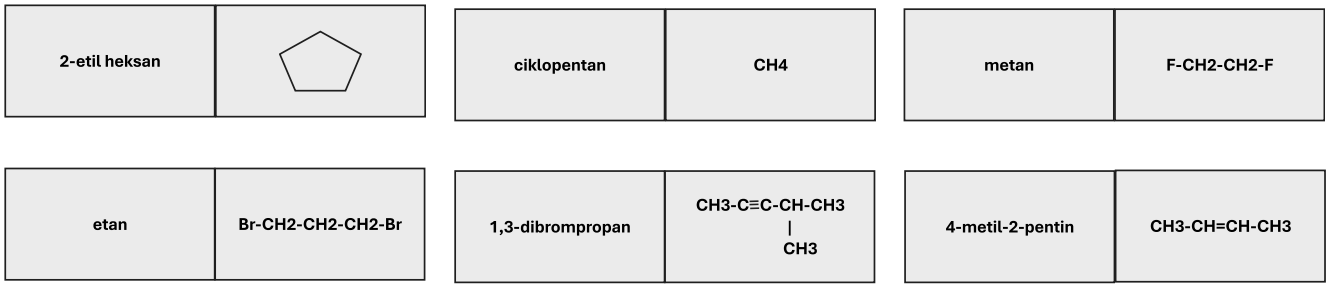 2-etil heksan
ciklopentan
CH4
metan
F-CH2-CH2-F
etan
Br-CH2-CH2-CH2-Br
1,3-dibrompropan
CH3-C≡C-CH-CH3
|
CH3
4-metil-2-pentin
CH3-CH=CH-CH3